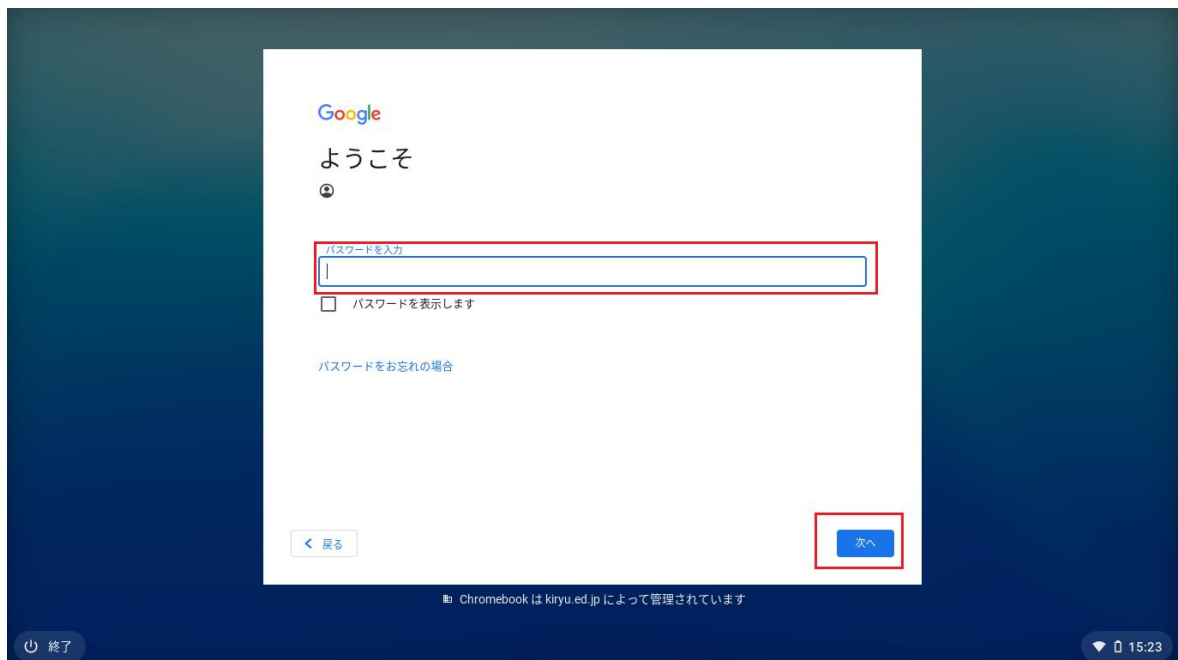 Google
ようこそ
パスワードを入力
パスワードを表示します
パスワードをお忘れの場合
戻る
次へ
Chromebook は kiryu.ed.jp によって管理されています
終了
15:23